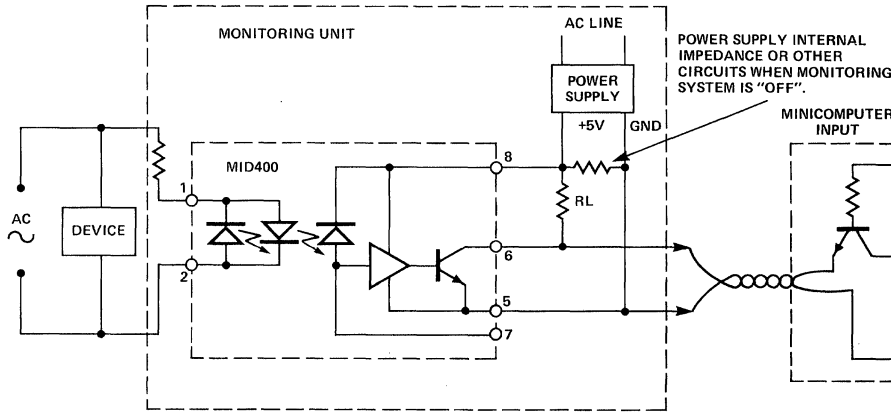 MONITORING UNIT
AC LINE
POWER SUPPLY INTERNAL
IMPEDANCE OR OTHER
CIRCUITS WHEN MONITORING
SYSTEM IS "OFF".
POWER
SUPPLY
+5V
GND
MINICOMPUTER
INPUT
MID400
8
1
RL
AC
DEVICE
6
2
5
7